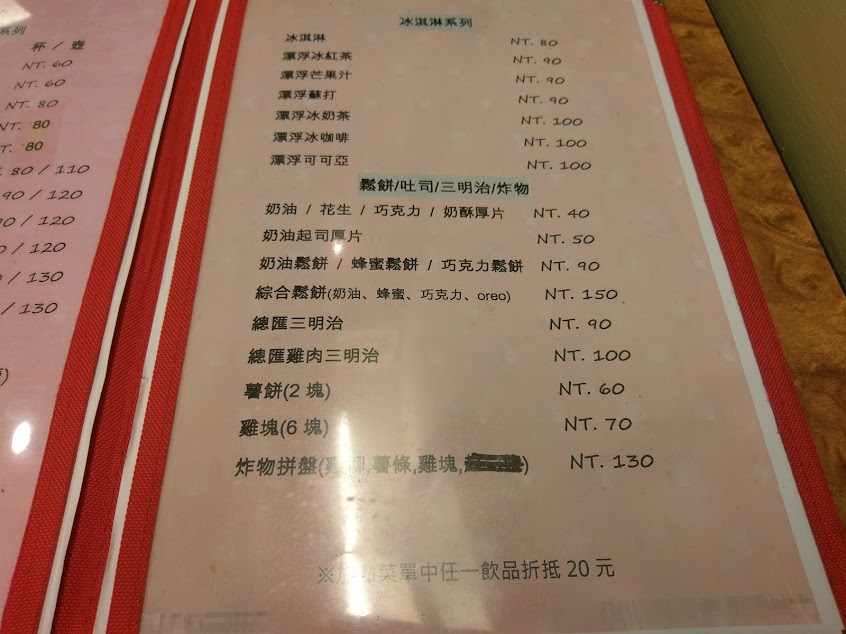 系列
杯 / 壺
NT. 60
NT. 60
NT. 80
NT. 80
T. 80
80 / 110
90 / 120
0 / 120
0 / 120
/ 130
/ 130
冰淇淋系列
冰淇淋 NT. 80
漂浮冰紅茶 NT. 90
漂浮芒果汁 NT. 90
漂浮蘇打 NT. 90
漂浮冰奶茶 NT. 100
漂浮冰咖啡 NT. 100
漂浮可可亞 NT. 100
鬆餅/吐司/三明治/炸物
奶油 / 花生 / 巧克力 / 奶酥厚片 NT. 40
奶油起司厚片 NT. 50
奶油鬆餅 / 蜂蜜鬆餅 / 巧克力鬆餅 NT. 90
綜合鬆餅(奶油、蜂蜜、巧克力、oreo) NT. 150
總匯三明治 NT. 90
總匯雞肉三明治 NT. 100
薯餅(2 塊) NT. 60
雞塊(6 塊) NT. 70
炸物拼盤(雞柳,薯條,雞塊,) NT. 130
※加點菜單中任一飲品折抵 20 元